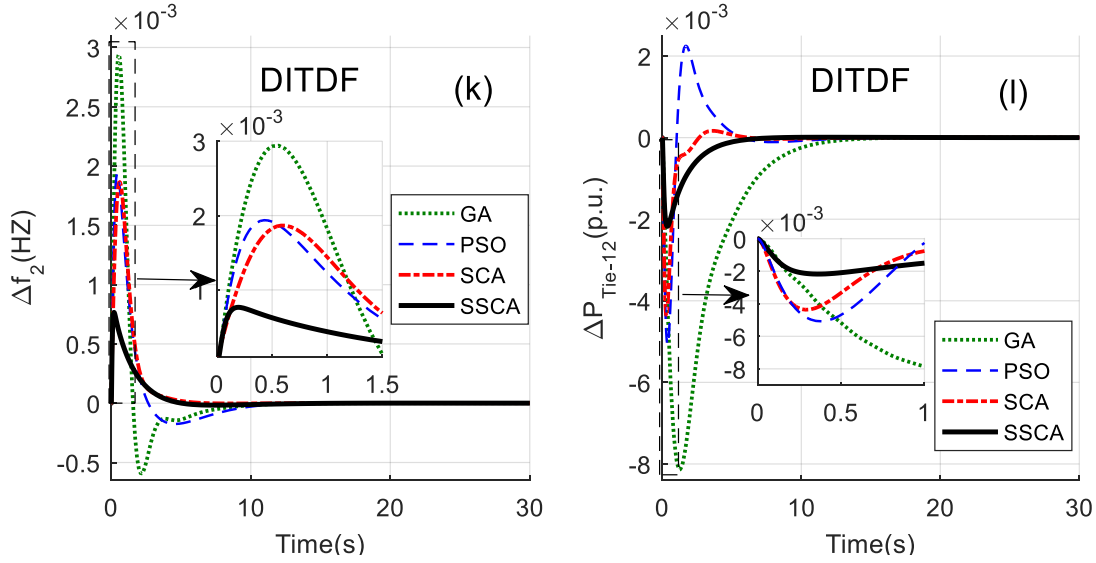 ×10⁻³
3
2.5
2
1.5
1
0.5
0
-0.5
Δf₂(HZ)
DITDF
(k)
×10⁻³
3
2
1
0
0.5
1
1.5
GA
PSO
SCA
SSCA
0
10
20
30
Time(s)
×10⁻³
2
0
-2
-4
-6
-8
ΔP Tie-12(p.u.)
DITDF
(l)
×10⁻³
0
-2
-4
-6
-8
0
0.5
1
GA
PSO
SCA
SSCA
0
10
20
30
Time(s)